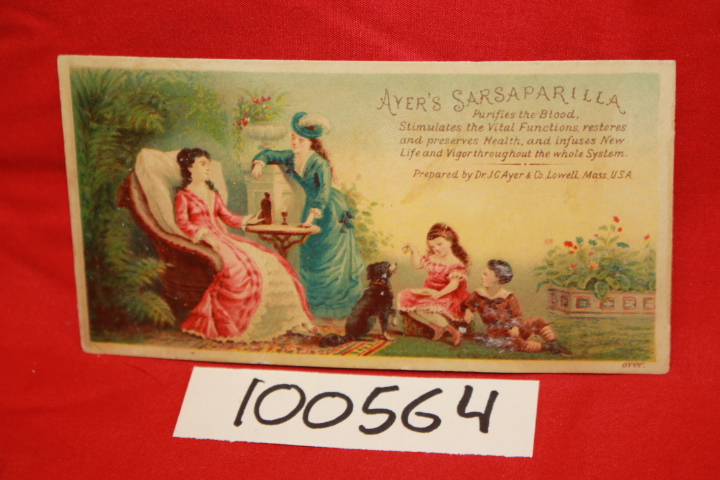 AYER'S SARSAPARILLA
Purifies the Blood,
Stimulates the Vital Functions, restores
and preserves Health, and infuses New
Life and Vigor throughout the whole System.
Prepared by Dr. J.C. Ayer & Co. Lowell, Mass. U.S.A.
over.
100564